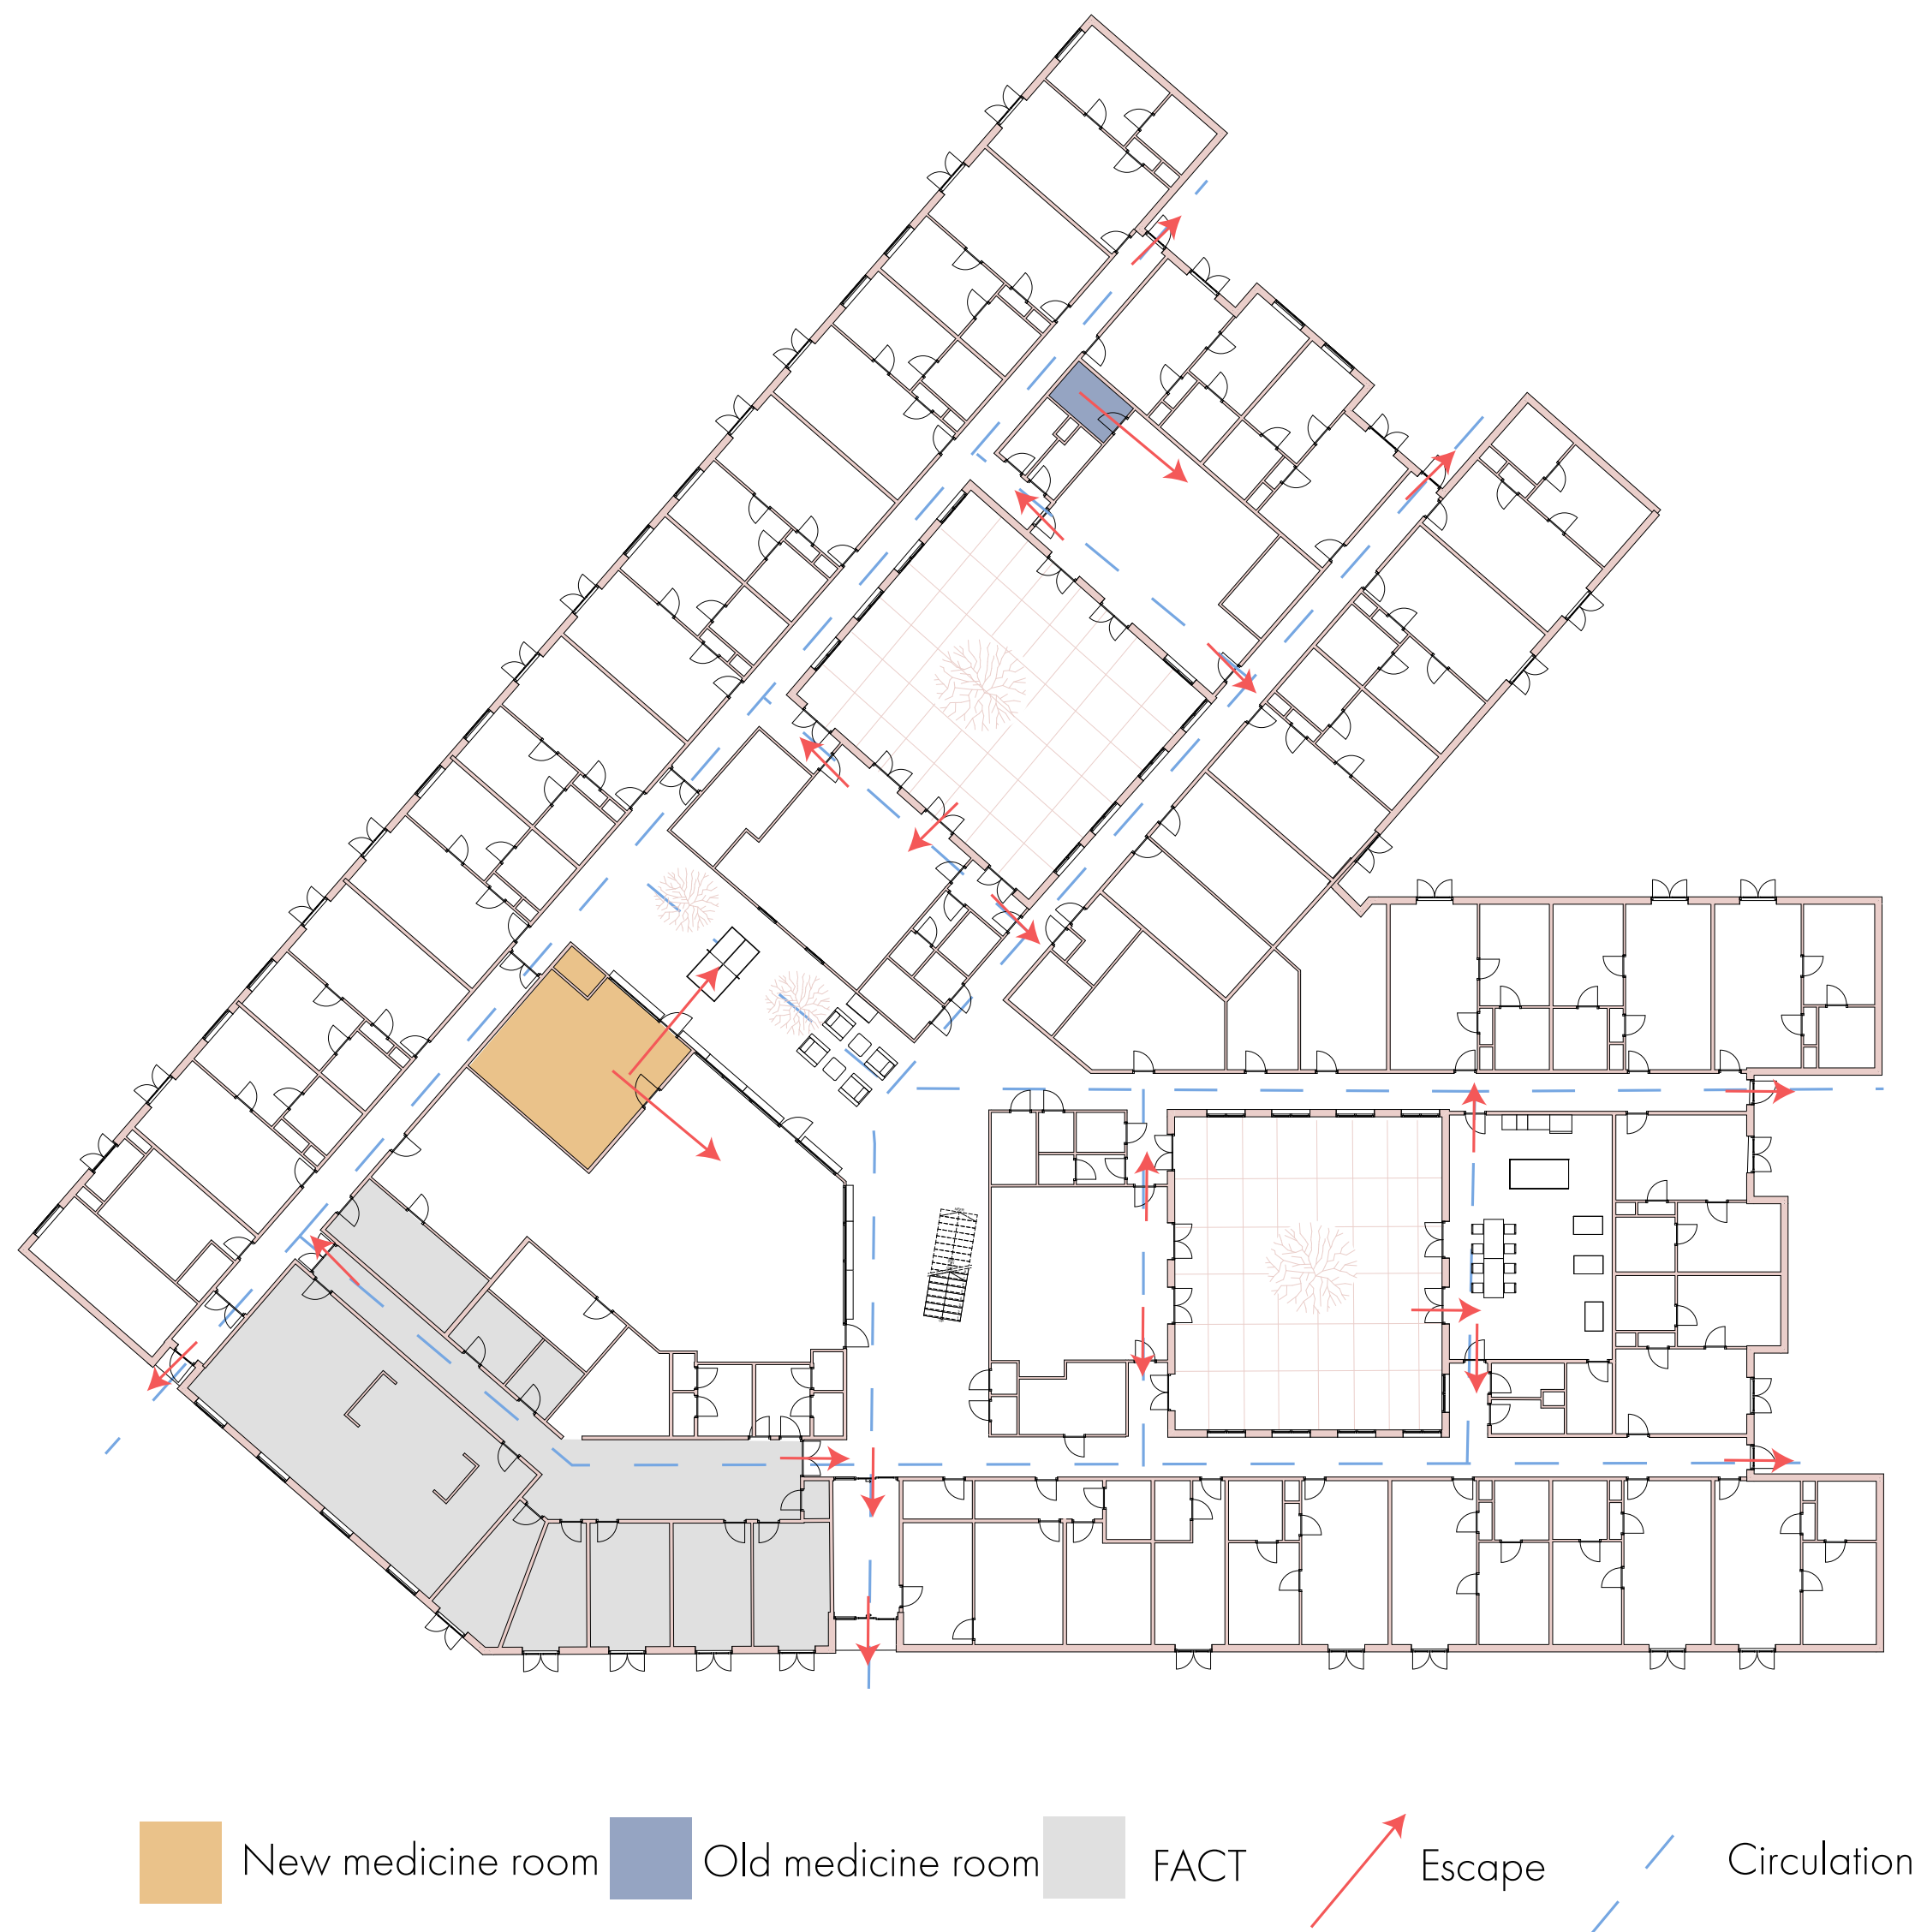 New medicine room
Old medicine room
FACT
Escape
Circulation